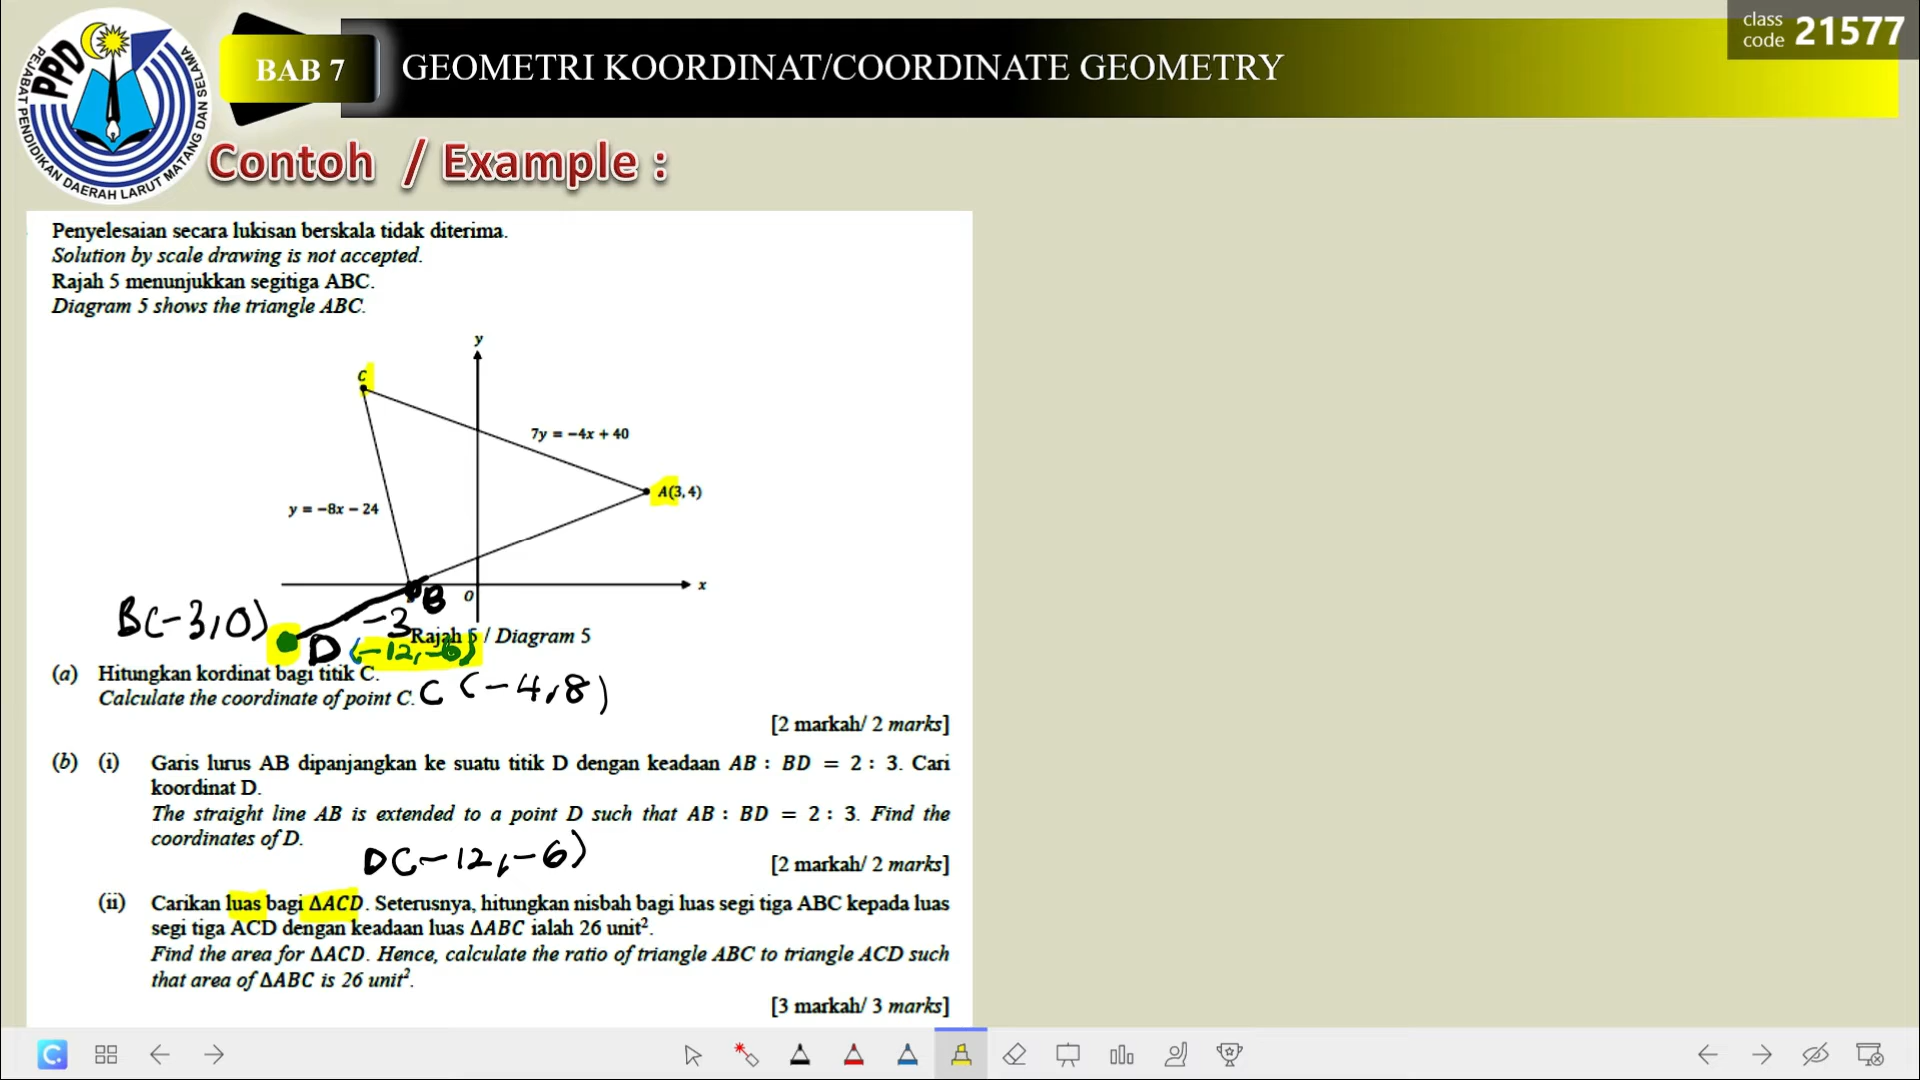 class
code 21577
PPD
PEJABAT PENDIDIKAN DAERAH LARUT MATANG DAN SELAMA
BAB 7
GEOMETRI KOORDINAT/COORDINATE GEOMETRY
Contoh / Example :
Penyelesaian secara lukisan berskala tidak diterima.
Solution by scale drawing is not accepted.
Rajah 5 menunjukkan segitiga ABC.
Diagram 5 shows the triangle ABC.
y
C
7y = −4x + 40
A(3, 4)
y = −8x − 24
x
B
O
B(-3,0)
-3
Rajah 5 / Diagram 5
D (-12,-6)
(a) Hitungkan kordinat bagi titik C.
Calculate the coordinate of point C. C (-4,8)
[2 markah/ 2 marks]
(b) (i) Garis lurus AB dipanjangkan ke suatu titik D dengan keadaan AB : BD = 2 : 3. Cari
koordinat D.
The straight line AB is extended to a point D such that AB : BD = 2 : 3. Find the
coordinates of D.
D(-12,-6)
[2 markah/ 2 marks]
(ii) Carikan luas bagi ΔACD. Seterusnya, hitungkan nisbah bagi luas segi tiga ABC kepada luas
segi tiga ACD dengan keadaan luas ΔABC ialah 26 unit².
Find the area for ΔACD. Hence, calculate the ratio of triangle ABC to triangle ACD such
that area of ΔABC is 26 unit².
[3 markah/ 3 marks]